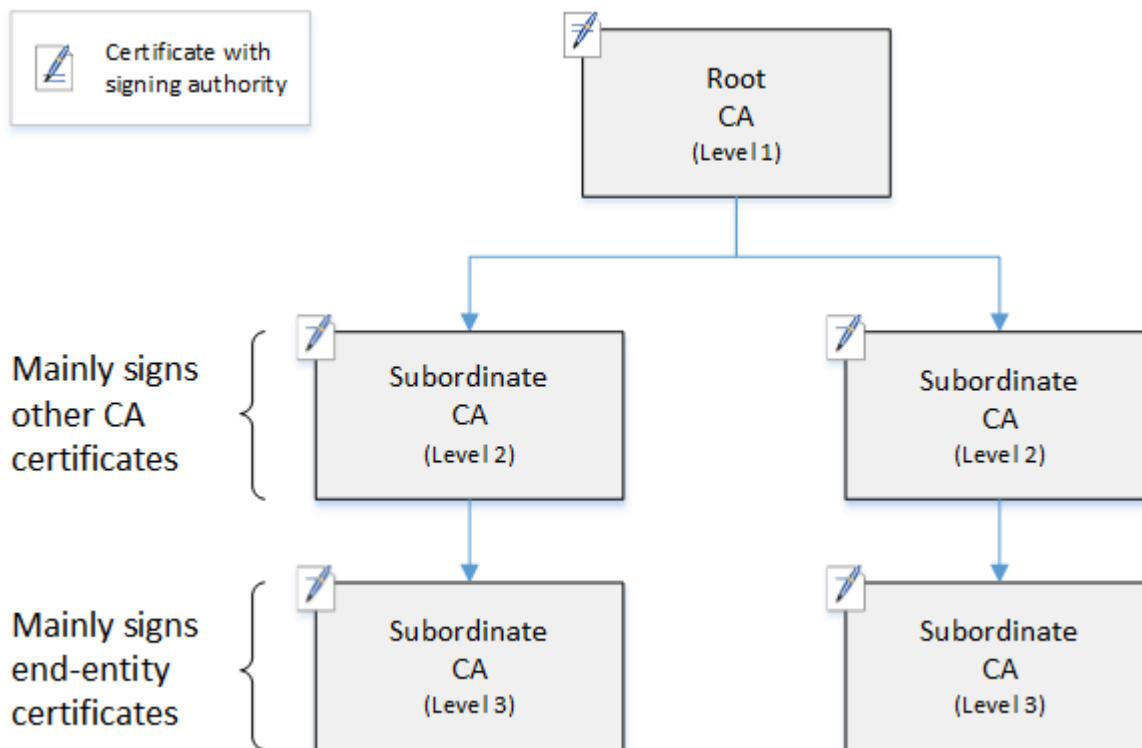 Certificate with
signing authority
Root
CA
(Level 1)
Mainly signs
other CA
certificates
Subordinate
CA
(Level 2)
Subordinate
CA
(Level 2)
Mainly signs
end-entity
certificates
Subordinate
CA
(Level 3)
Subordinate
CA
(Level 3)